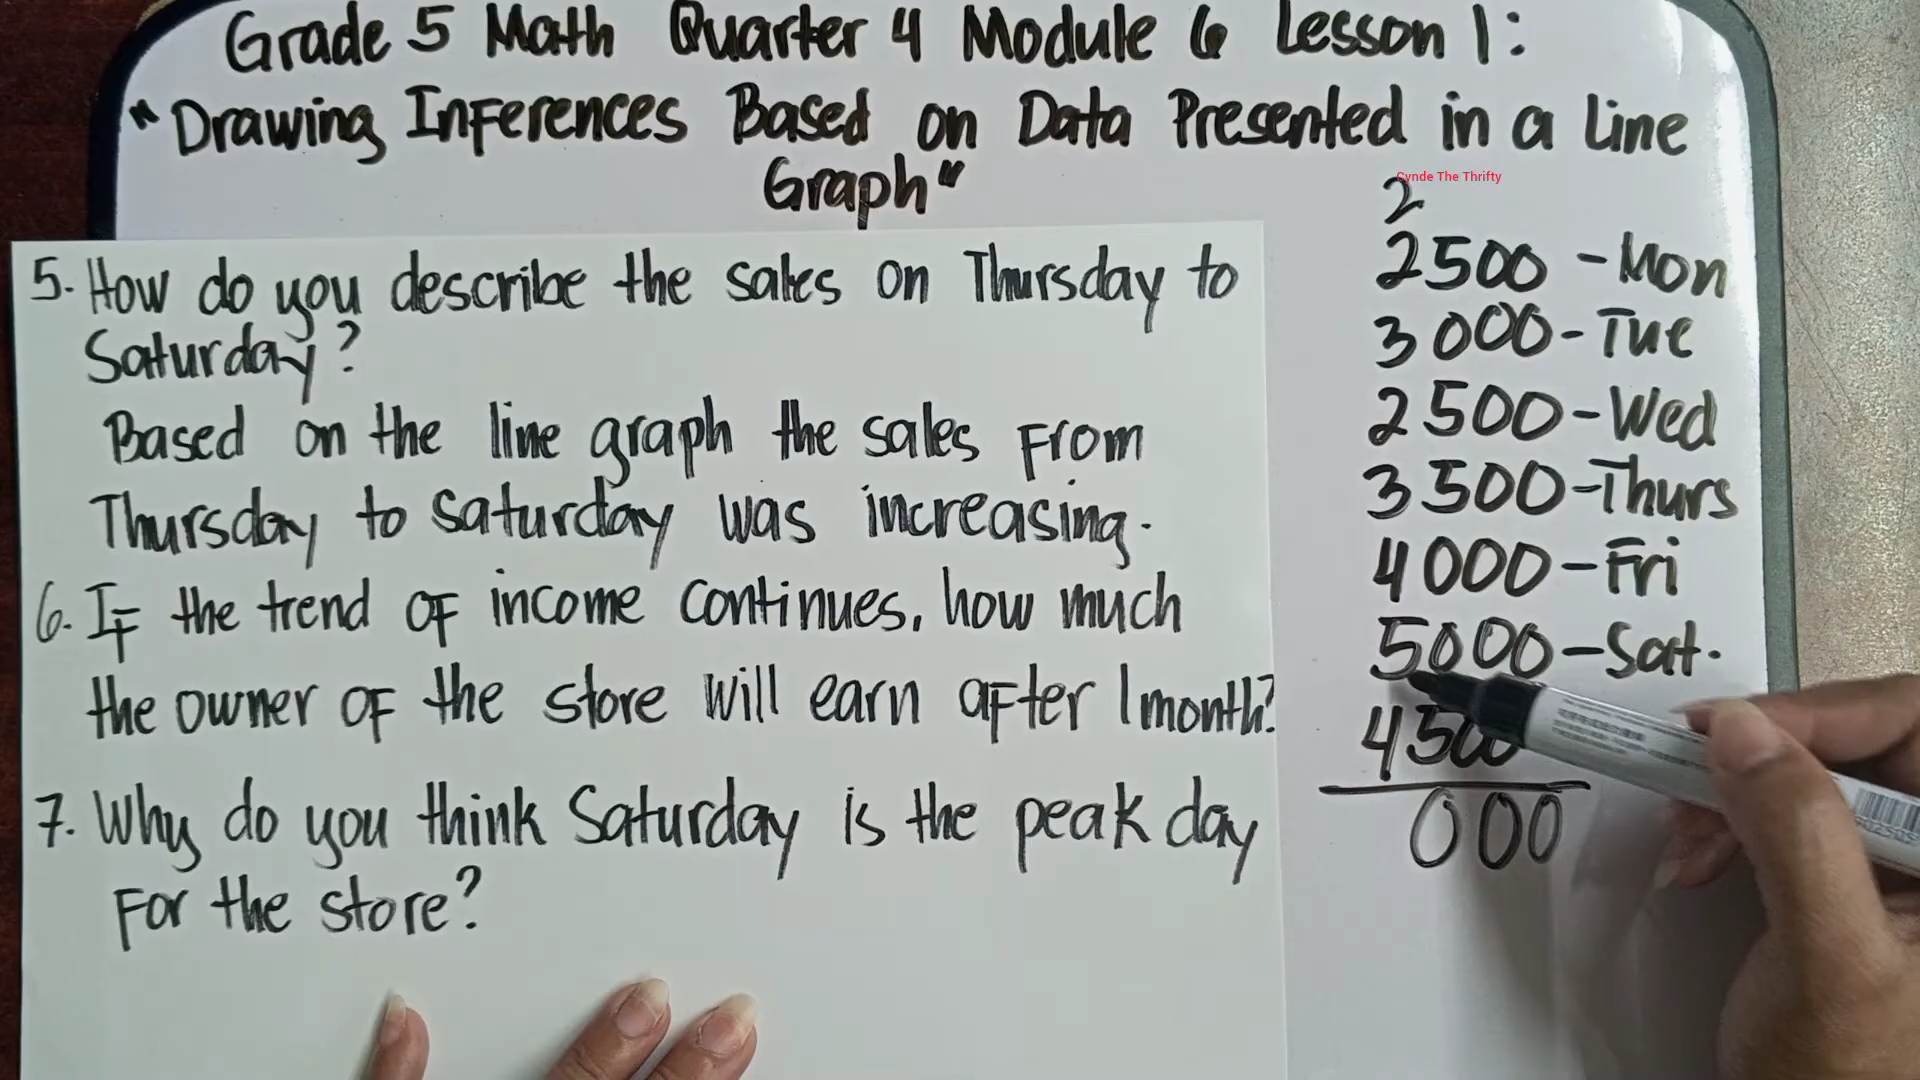 Grade 5 Math Quarter 4 Module 6 Lesson 1:
"Drawing Inferences Based on Data Presented in a Line
Graph"
Cynde The Thrifty
5. How do you describe the sales on Thursday to
Saturday?
Based on the line graph the sales From
Thursday to Saturday was increasing.
6. IF the trend OF income continues, how much
the owner OF the store will earn aFter 1 month?
7. Why do you think Saturday is the peak day
For the store?
2
2500 - Mon
3000 - Tue
2500 - Wed
3500 - Thurs
4000 - Fri
5000 - Sat.
4500
000